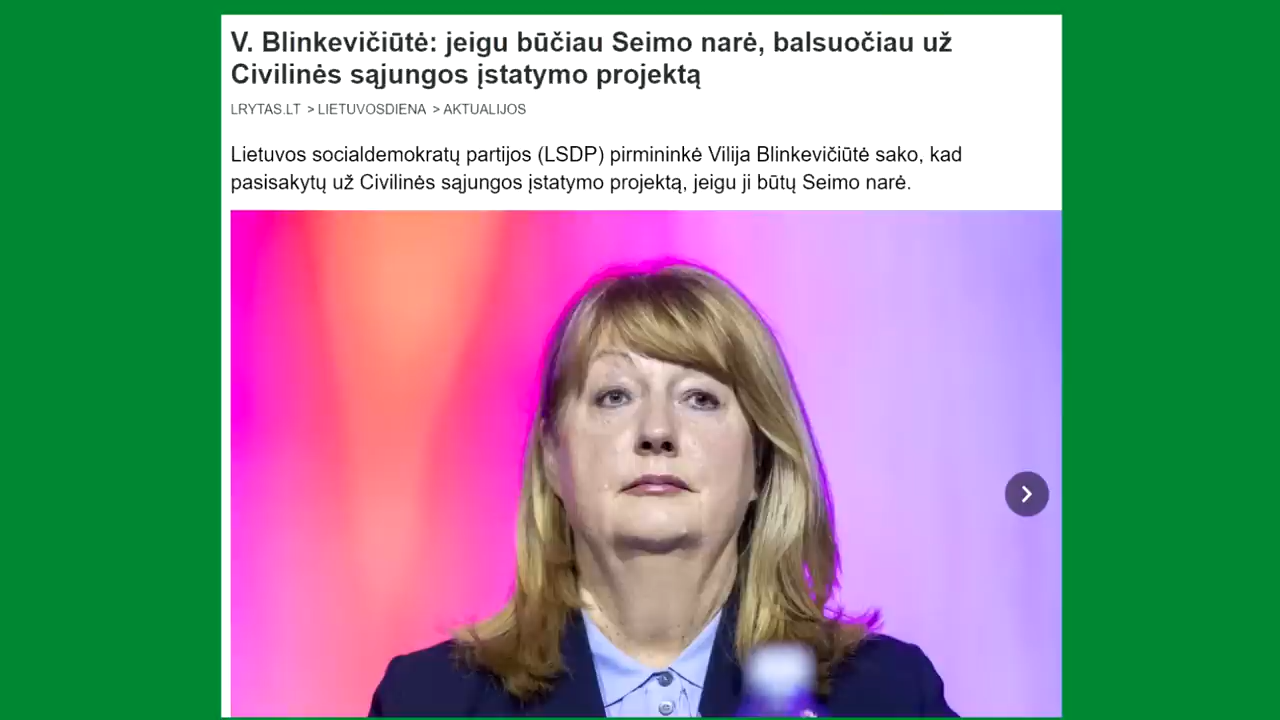 V. Blinkevičiūtė: jeigu būčiau Seimo narė, balsuočiau už
Civilinės sąjungos įstatymo projektą
LRYTAS.LT > LIETUVOSDIENA > AKTUALIJOS
Lietuvos socialdemokratų partijos (LSDP) pirmininkė Vilija Blinkevičiūtė sako, kad
pasisakytų už Civilinės sąjungos įstatymo projektą, jeigu ji būtų Seimo narė.